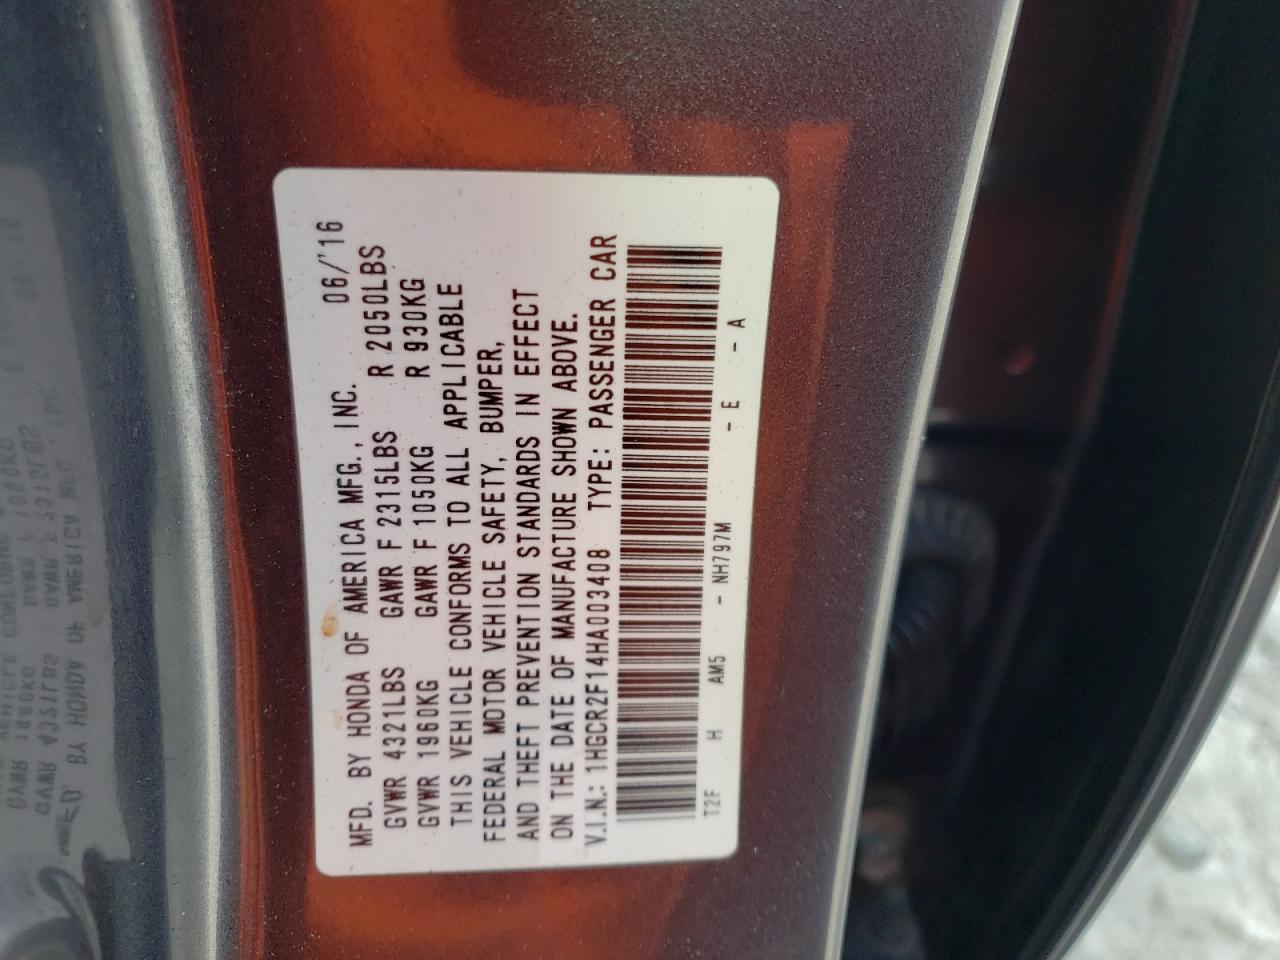 MFD. BY HONDA OF AMERICA MFG., INC. 06/'16
GVWR 4321LBS GAWR F 2315LBS R 2050LBS
GVWR 1960KG GAWR F 1050KG R 930KG
THIS VEHICLE CONFORMS TO ALL APPLICABLE
FEDERAL MOTOR VEHICLE SAFETY, BUMPER,
AND THEFT PREVENTION STANDARDS IN EFFECT
ON THE DATE OF MANUFACTURE SHOWN ABOVE.
V.I.N.: 1HGCR2F14HA003408 TYPE: PASSENGER CAR
T2F H AM5 - NH797M - E - A